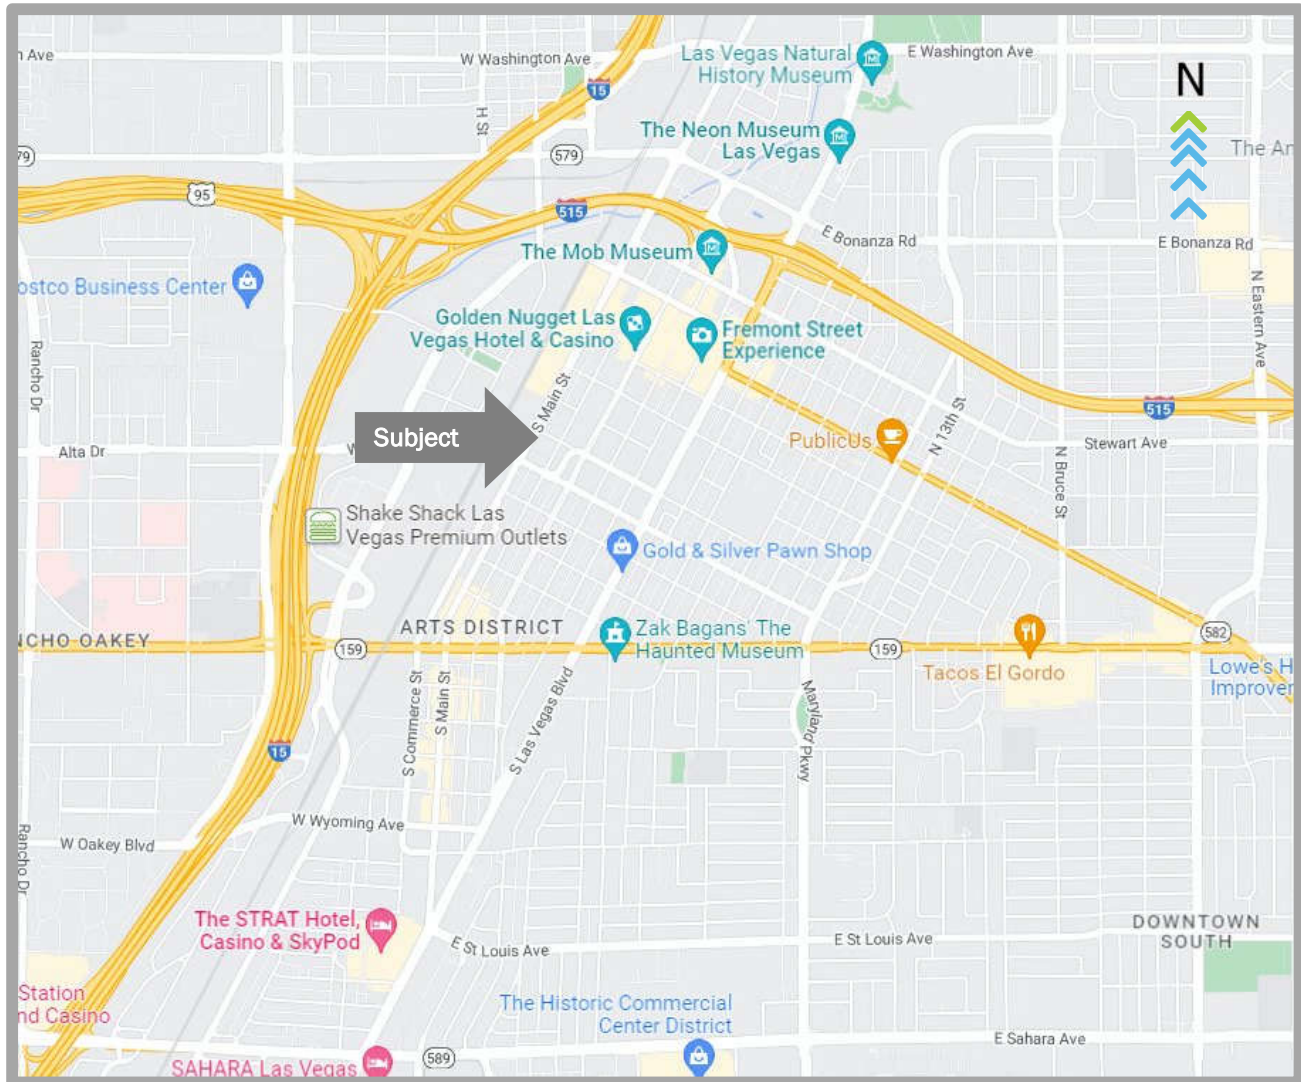 n Ave
W Washington Ave
Las Vegas Natural
History Museum
E Washington Ave
N
15
H St
The Neon Museum
Las Vegas
79
579
The An
95
515
E Bonanza Rd
E Bonanza Rd
The Mob Museum
ostco Business Center
N Eastern Ave
Golden Nugget Las
Vegas Hotel & Casino
Fremont Street
Experience
Rancho Dr
S Main St
515
N 13th St
Subject
PublicUs
Stewart Ave
Alta Dr
W
N Bruce St
Shake Shack Las
Vegas Premium Outlets
Gold & Silver Pawn Shop
ARTS DISTRICT
Zak Bagans' The
Haunted Museum
NCHO OAKEY
159
159
582
Tacos El Gordo
Lowe's H
Improver
S Commerce St
S Main St
S Las Vegas Blvd
Maryland Pkwy
15
W Wyoming Ave
W Oakey Blvd
Rancho Dr
The STRAT Hotel,
Casino & SkyPod
E St Louis Ave
E St Louis Ave
DOWNTOWN
SOUTH
Station
nd Casino
The Historic Commercial
Center District
E Sahara Ave
589
SAHARA Las Vegas